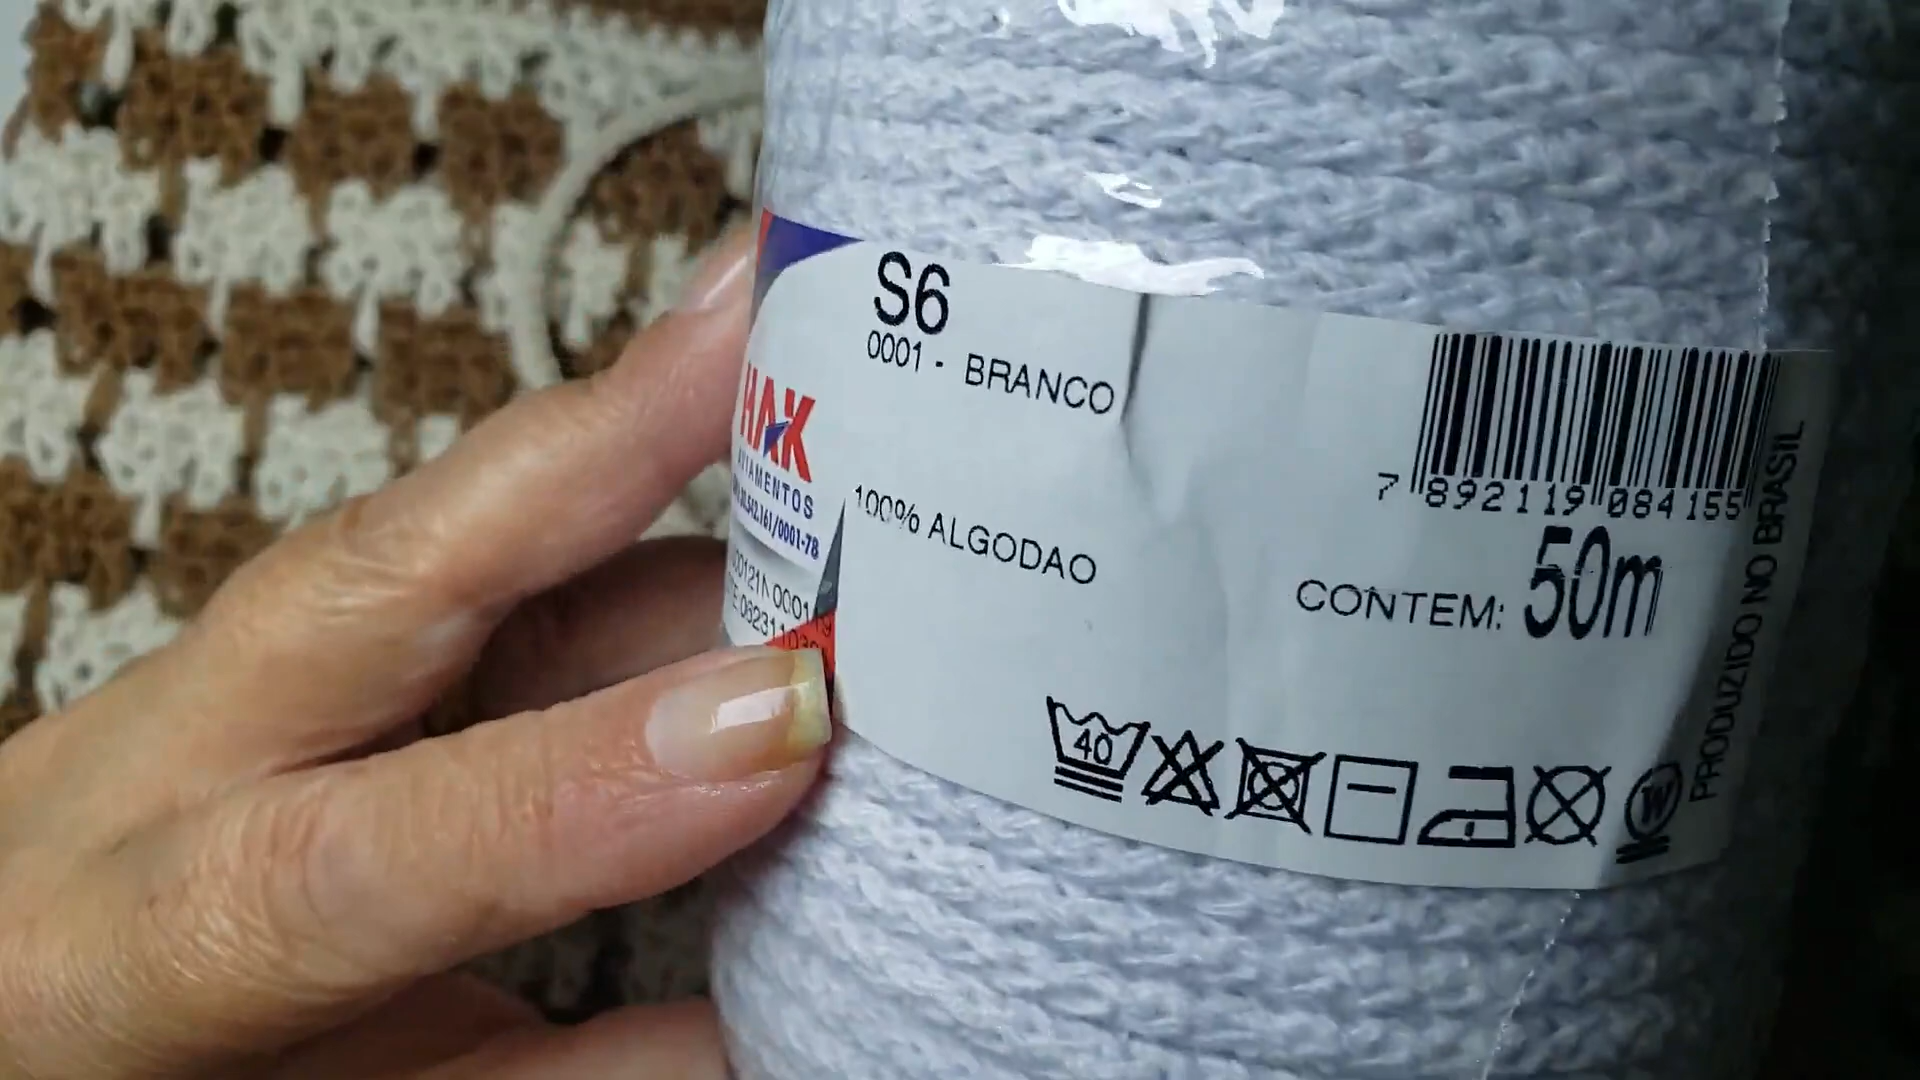 S6
0001 - BRANCO
HAK
AVIAMENTOS
100% ALGODAO
7 892119 084155
CONTEM: 50m
40
W
PRODUZIDO NO BRASIL